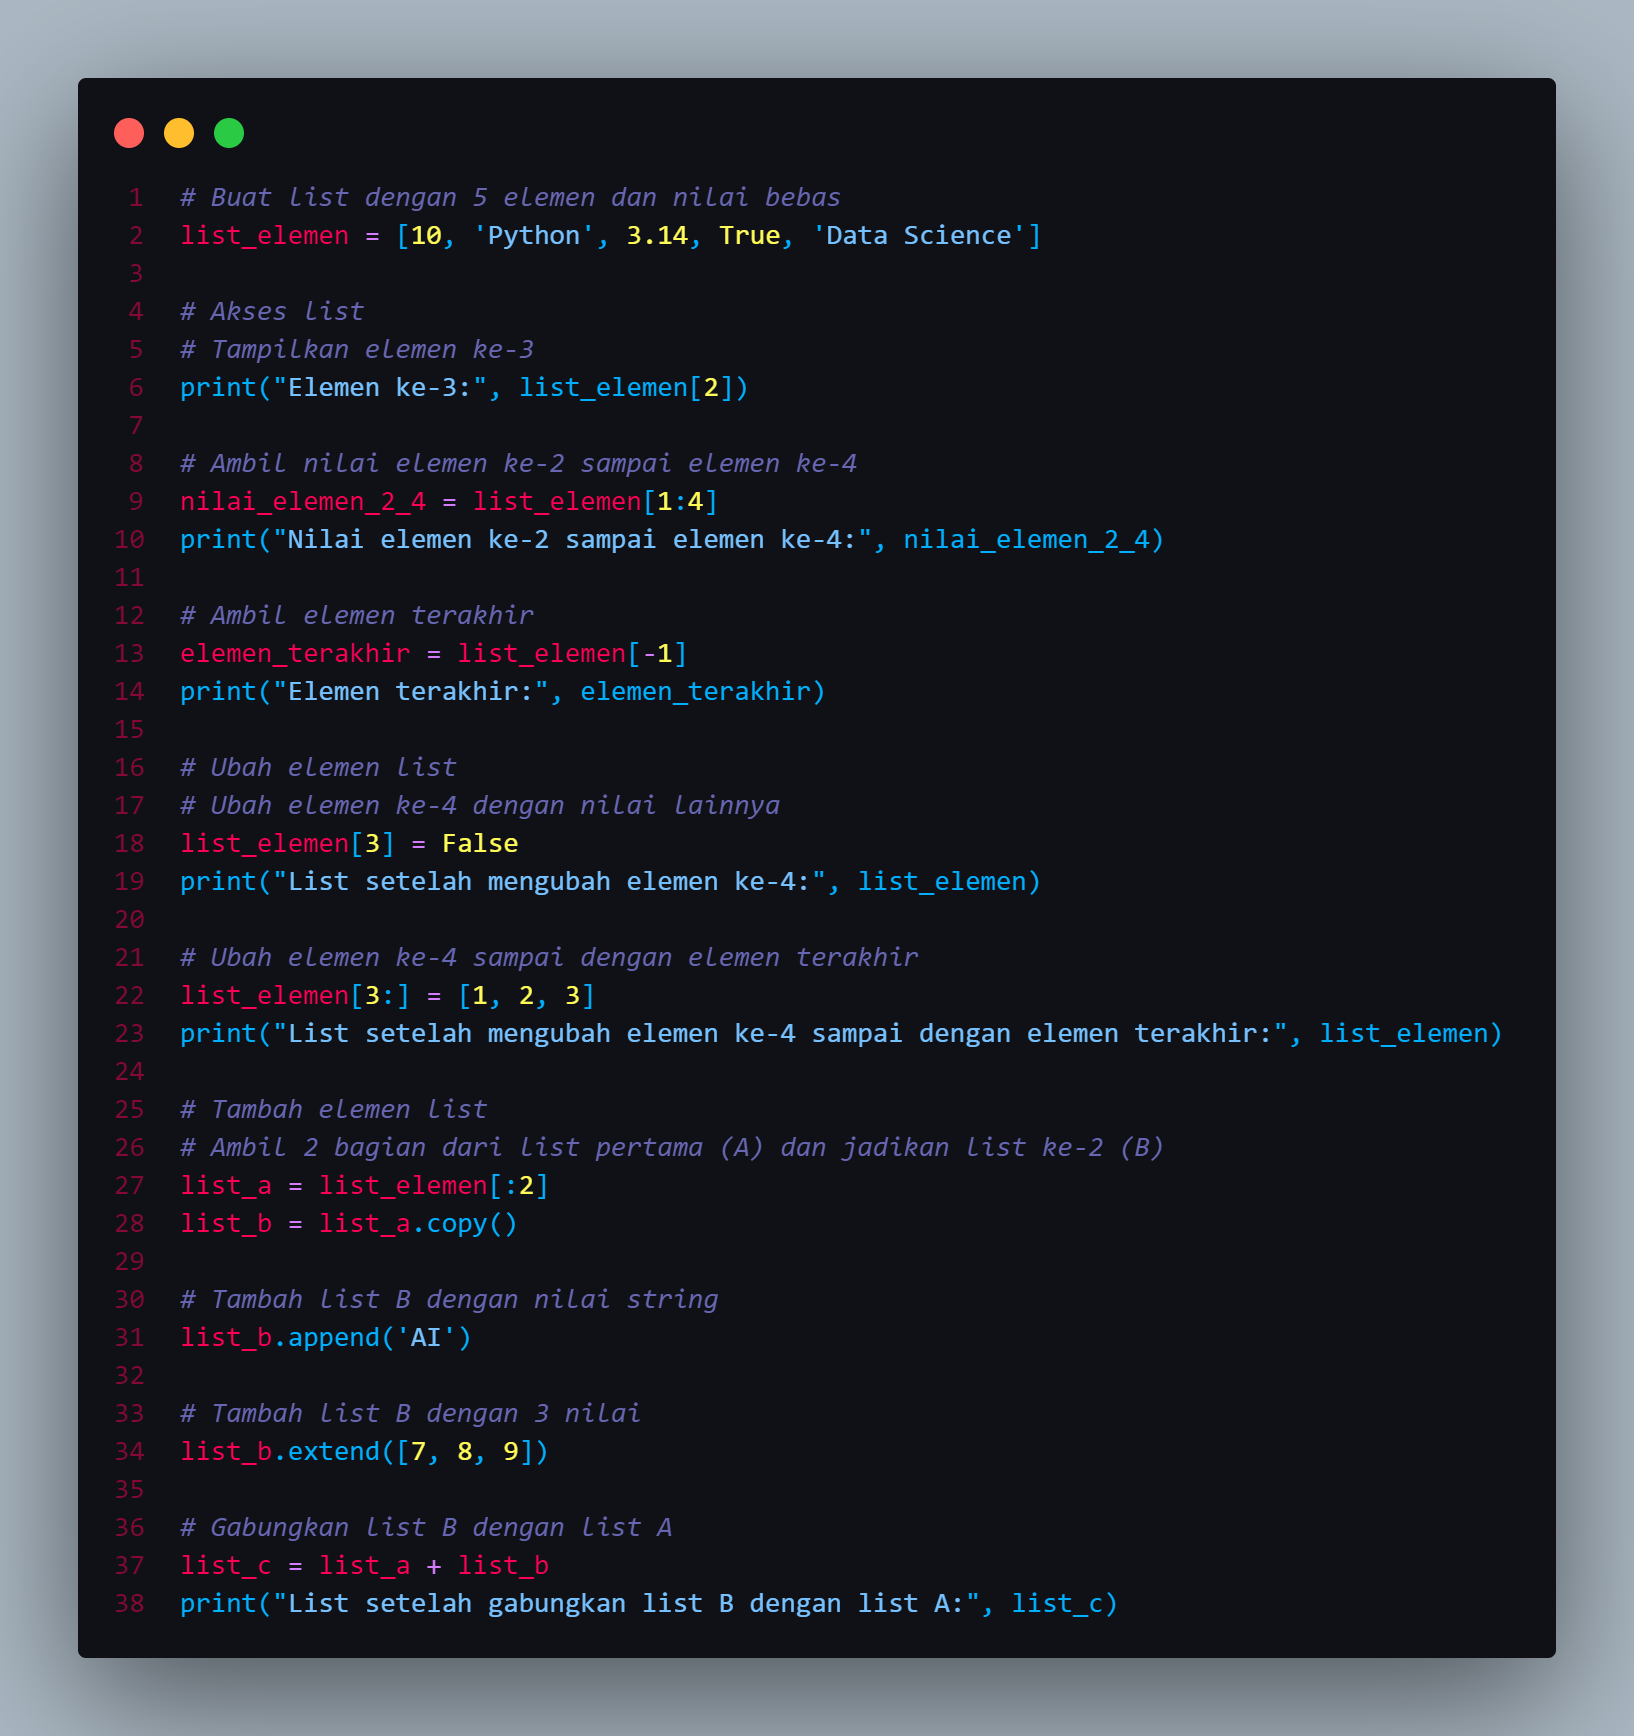 1 # Buat list dengan 5 elemen dan nilai bebas
2 list_elemen = [10, 'Python', 3.14, True, 'Data Science']
3
4 # Akses list
5 # Tampilkan elemen ke-3
6 print("Elemen ke-3:", list_elemen[2])
7
8 # Ambil nilai elemen ke-2 sampai elemen ke-4
9 nilai_elemen_2_4 = list_elemen[1:4]
10 print("Nilai elemen ke-2 sampai elemen ke-4:", nilai_elemen_2_4)
11
12 # Ambil elemen terakhir
13 elemen_terakhir = list_elemen[-1]
14 print("Elemen terakhir:", elemen_terakhir)
15
16 # Ubah elemen list
17 # Ubah elemen ke-4 dengan nilai lainnya
18 list_elemen[3] = False
19 print("List setelah mengubah elemen ke-4:", list_elemen)
20
21 # Ubah elemen ke-4 sampai dengan elemen terakhir
22 list_elemen[3:] = [1, 2, 3]
23 print("List setelah mengubah elemen ke-4 sampai dengan elemen terakhir:", list_elemen)
24
25 # Tambah elemen list
26 # Ambil 2 bagian dari list pertama (A) dan jadikan list ke-2 (B)
27 list_a = list_elemen[:2]
28 list_b = list_a.copy()
29
30 # Tambah list B dengan nilai string
31 list_b.append('AI')
32
33 # Tambah list B dengan 3 nilai
34 list_b.extend([7, 8, 9])
35
36 # Gabungkan list B dengan list A
37 list_c = list_a + list_b
38 print("List setelah gabungkan list B dengan list A:", list_c)